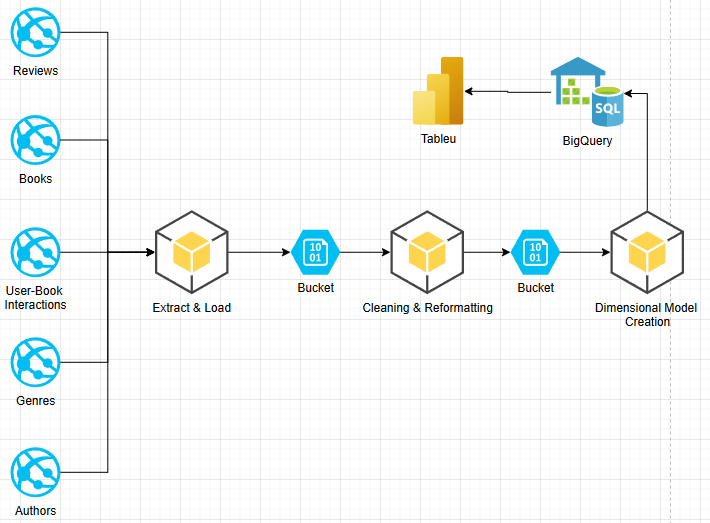 Reviews
Books
User-Book
Interactions
Genres
Authors
Extract & Load
10
01
Bucket
Cleaning & Reformatting
10
01
Bucket
Dimensional Model
Creation
Tableu
SQL
BigQuery